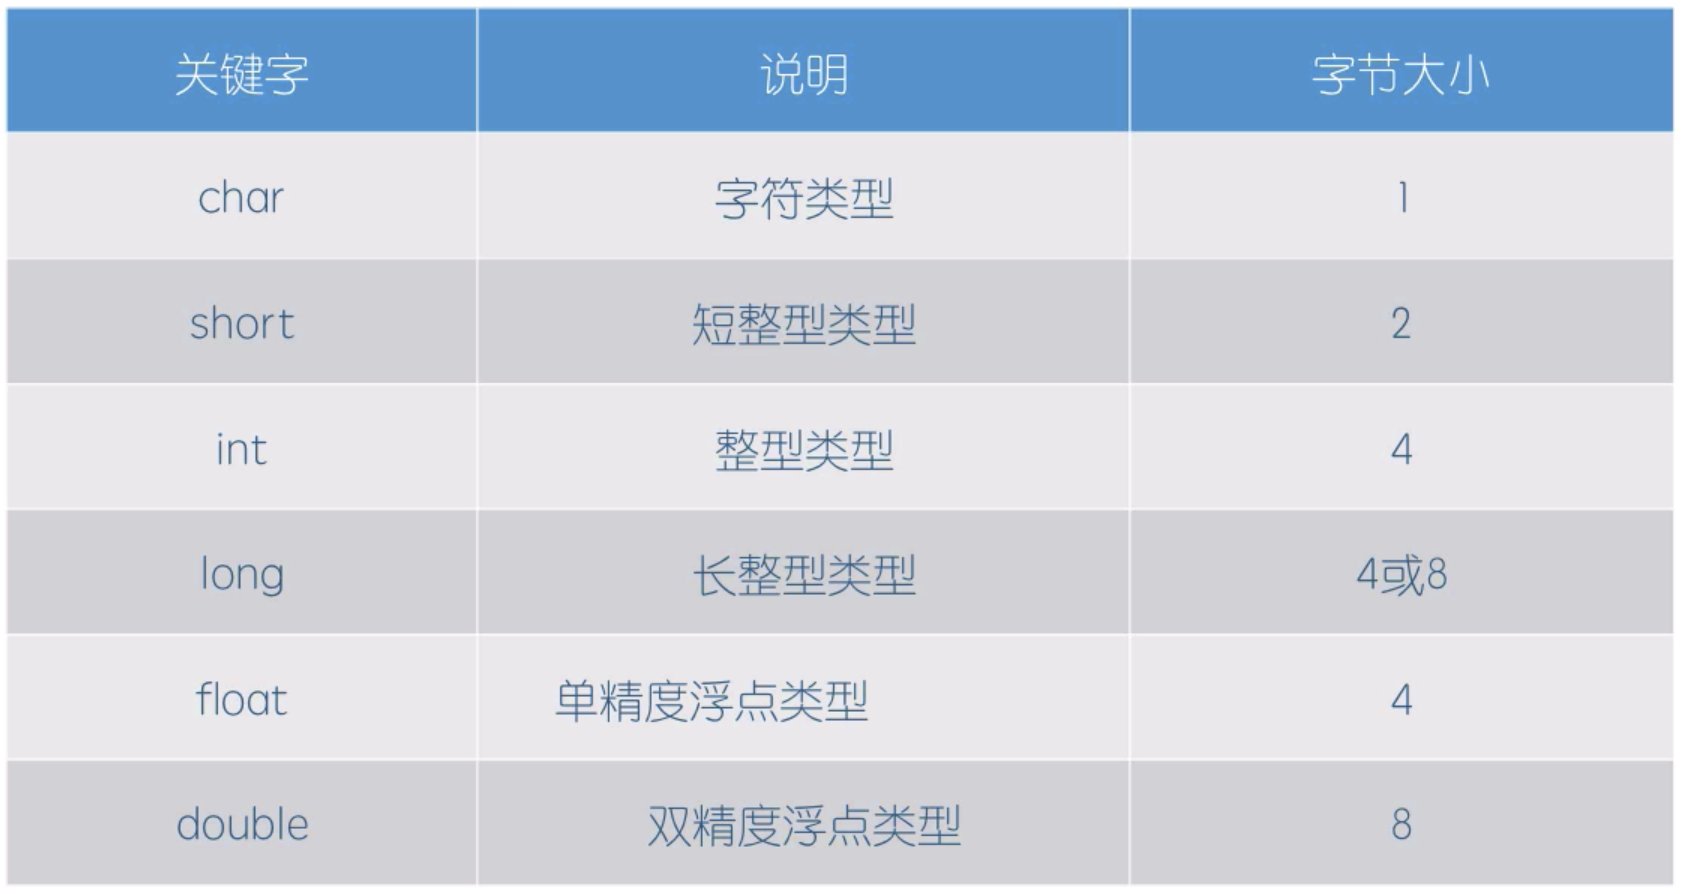 关键字 说明 字节大小
char 字符类型 1
short 短整型类型 2
int 整型类型 4
long 长整型类型 4或8
float 单精度浮点类型 4
double 双精度浮点类型 8